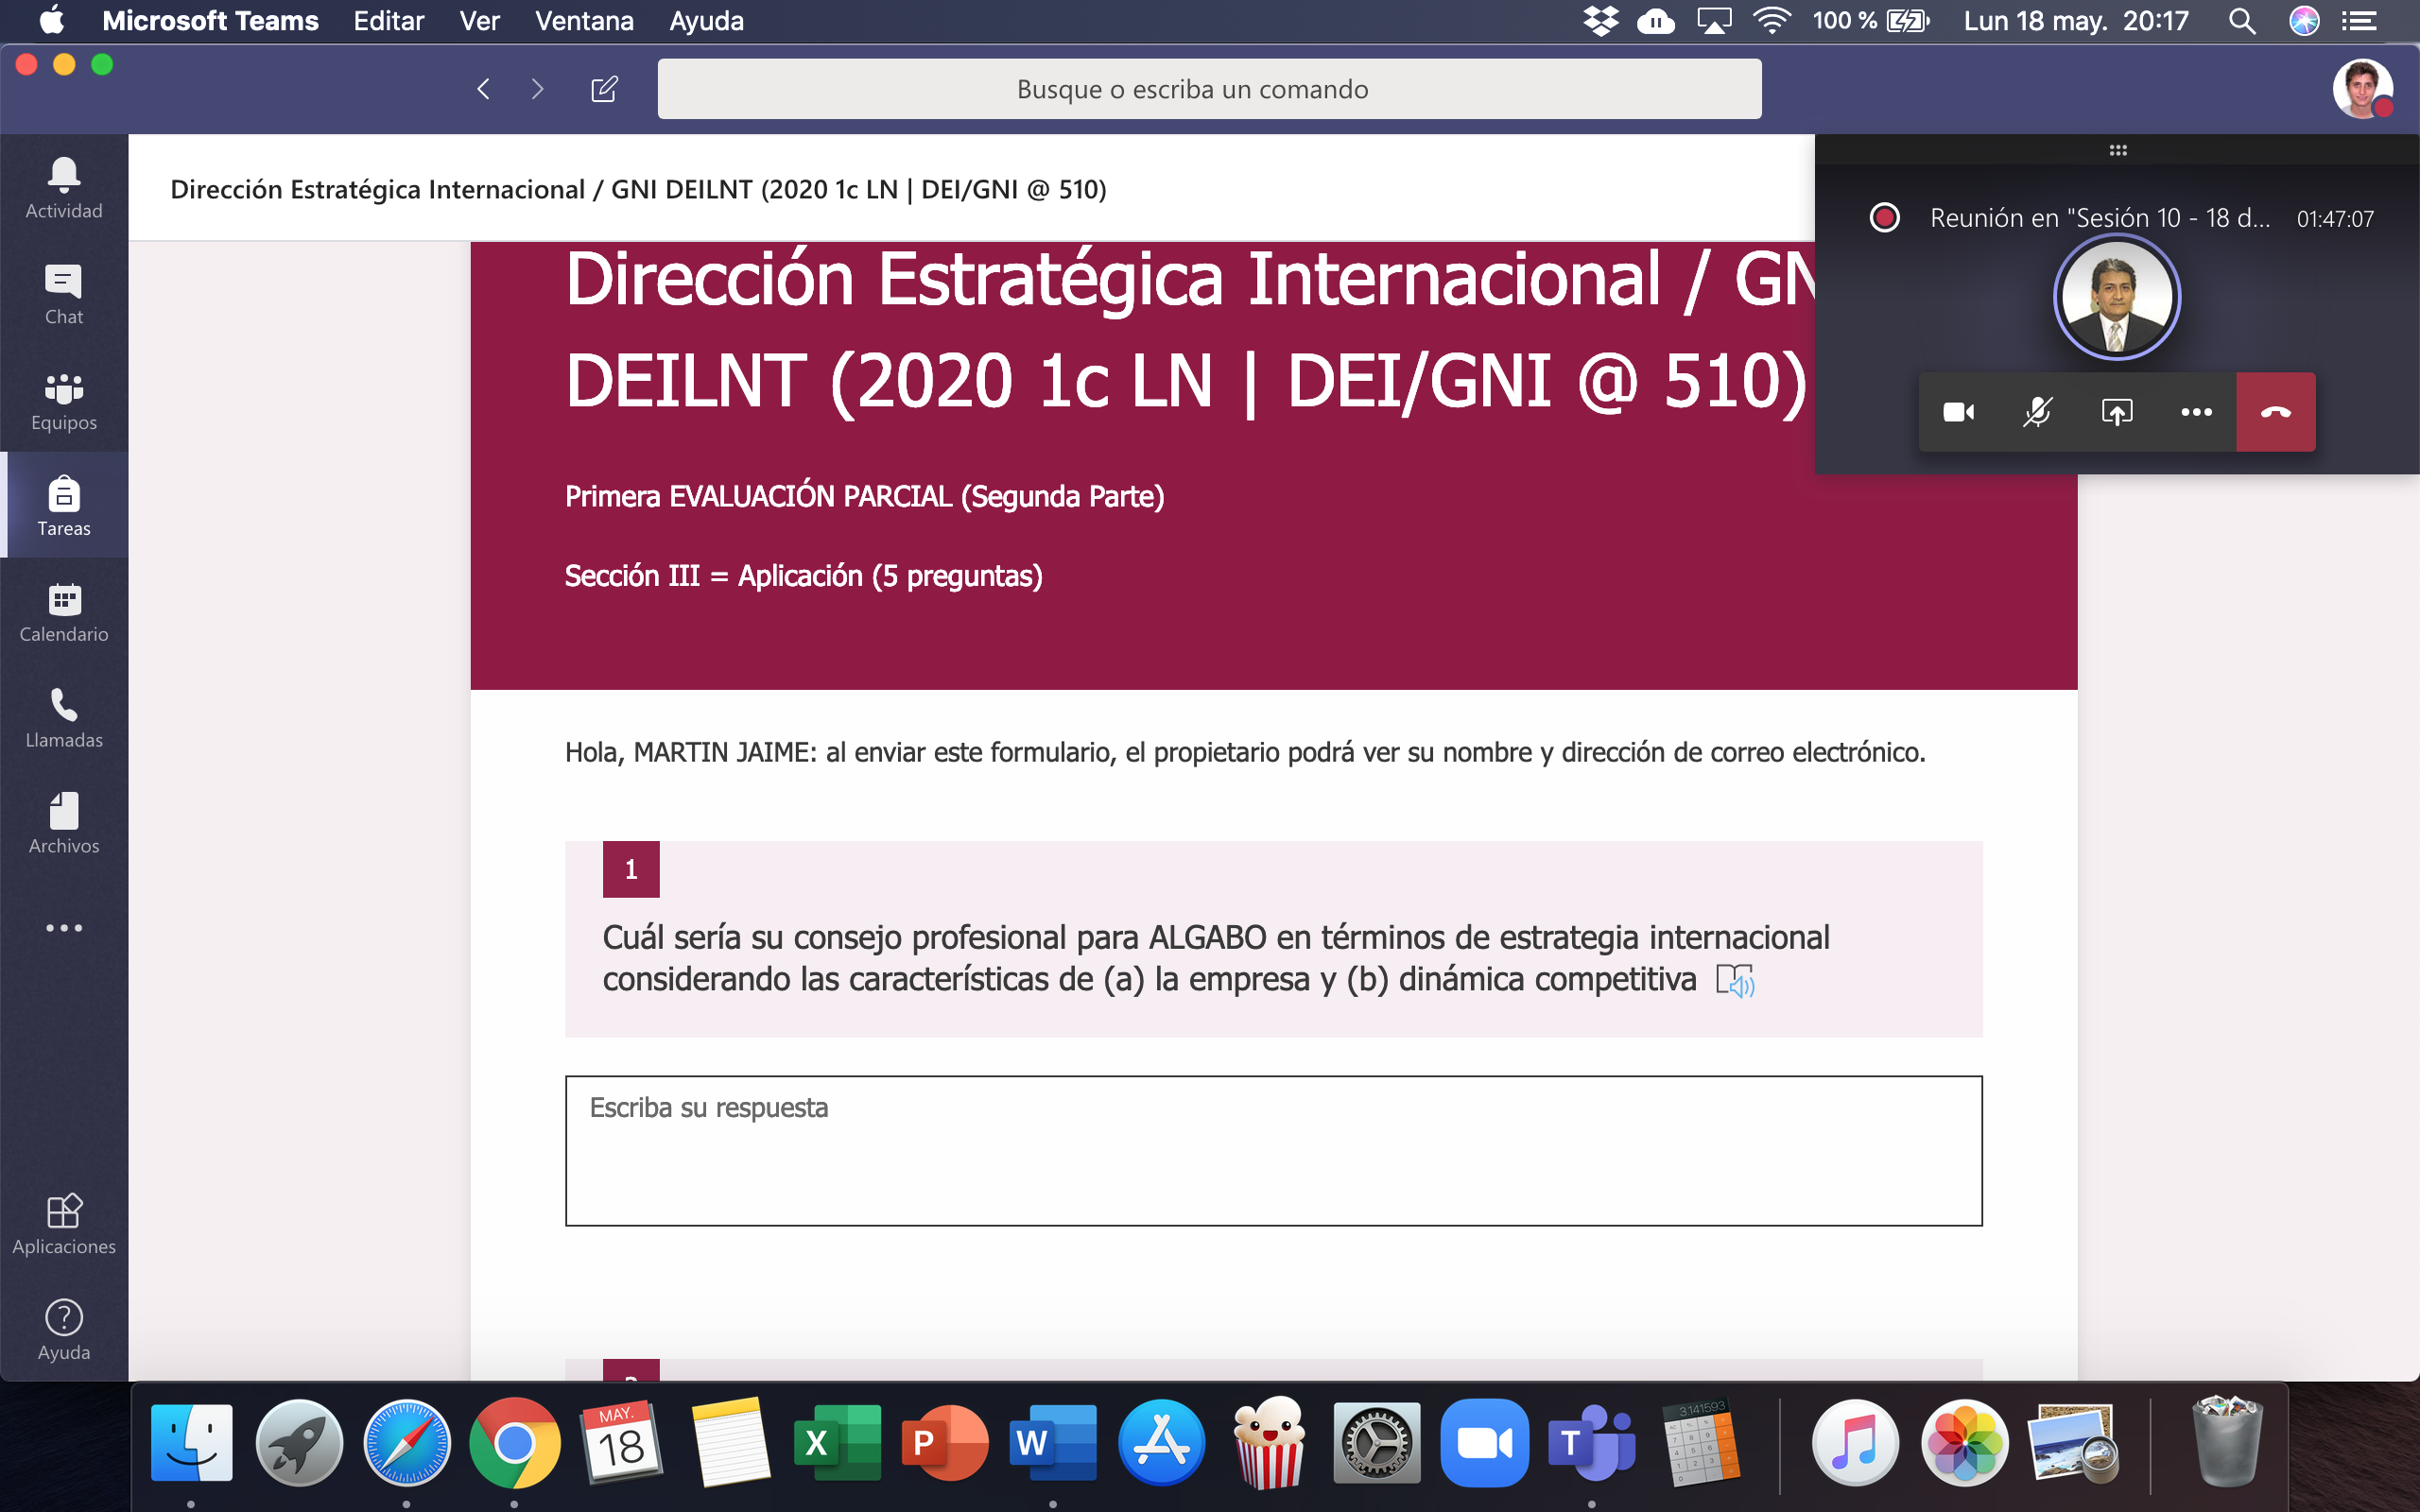 Microsoft Teams Editar Ver Ventana Ayuda 100 % Lun 18 may. 20:17
Busque o escriba un comando
Actividad
Chat
Equipos
Tareas
Calendario
Llamadas
Archivos
Aplicaciones
Ayuda
Dirección Estratégica Internacional / GNI DEILNT (2020 1c LN | DEI/GNI @ 510)
Reunión en "Sesión 10 - 18 d... 01:47:07
Dirección Estratégica Internacional / GN
DEILNT (2020 1c LN | DEI/GNI @ 510)
Primera EVALUACIÓN PARCIAL (Segunda Parte)
Sección III = Aplicación (5 preguntas)
Hola, MARTIN JAIME: al enviar este formulario, el propietario podrá ver su nombre y dirección de correo electrónico.
1
Cuál sería su consejo profesional para ALGABO en términos de estrategia internacional
considerando las características de (a) la empresa y (b) dinámica competitiva
Escriba su respuesta
MAY.
18
X
P
W
T
3.141593